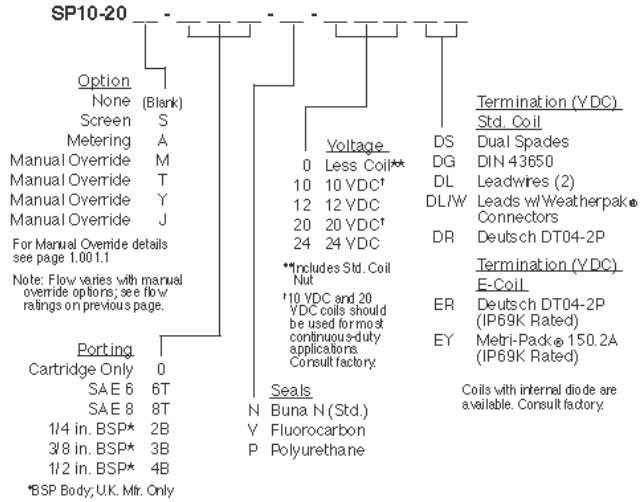 SP10-20 _ _ - _ _ _ - _ - _ _ _ _ _
Option
None (Blank)
Screen S
Metering A
Manual Override M
Manual Override T
Manual Override Y
Manual Override J
For Manual Override details
see page 1.001.1
Note: Flow varies with manual
override options; see flow
ratings on previous page.
Porting
Cartridge Only 0
SAE 6 6T
SAE 8 8T
1/4 in. BSP* 2B
3/8 in. BSP* 3B
1/2 in. BSP* 4B
*BSP Body; U.K. Mfr. Only
Seals
N Buna N (Std.)
V Fluorocarbon
P Polyurethane
Voltage
0 Less Coil**
10 10 VDC†
12 12 VDC
20 20 VDC†
24 24 VDC
**Includes Std. Coil
Nut
†10 VDC and 20
VDC coils should
be used for most
continuous-duty
applications.
Consult factory.
Termination (VDC)
Std. Coil
DS Dual Spades
DG DIN 43650
DL Leadwires (2)
DL/W Leads w/Weatherpak®
Connectors
DR Deutsch DT04-2P
Termination (VDC)
E-Coil
ER Deutsch DT04-2P
(IP69K Rated)
EY Metri-Pack® 150.2A
(IP69K Rated)
Coils with internal diode are
available. Consult factory.